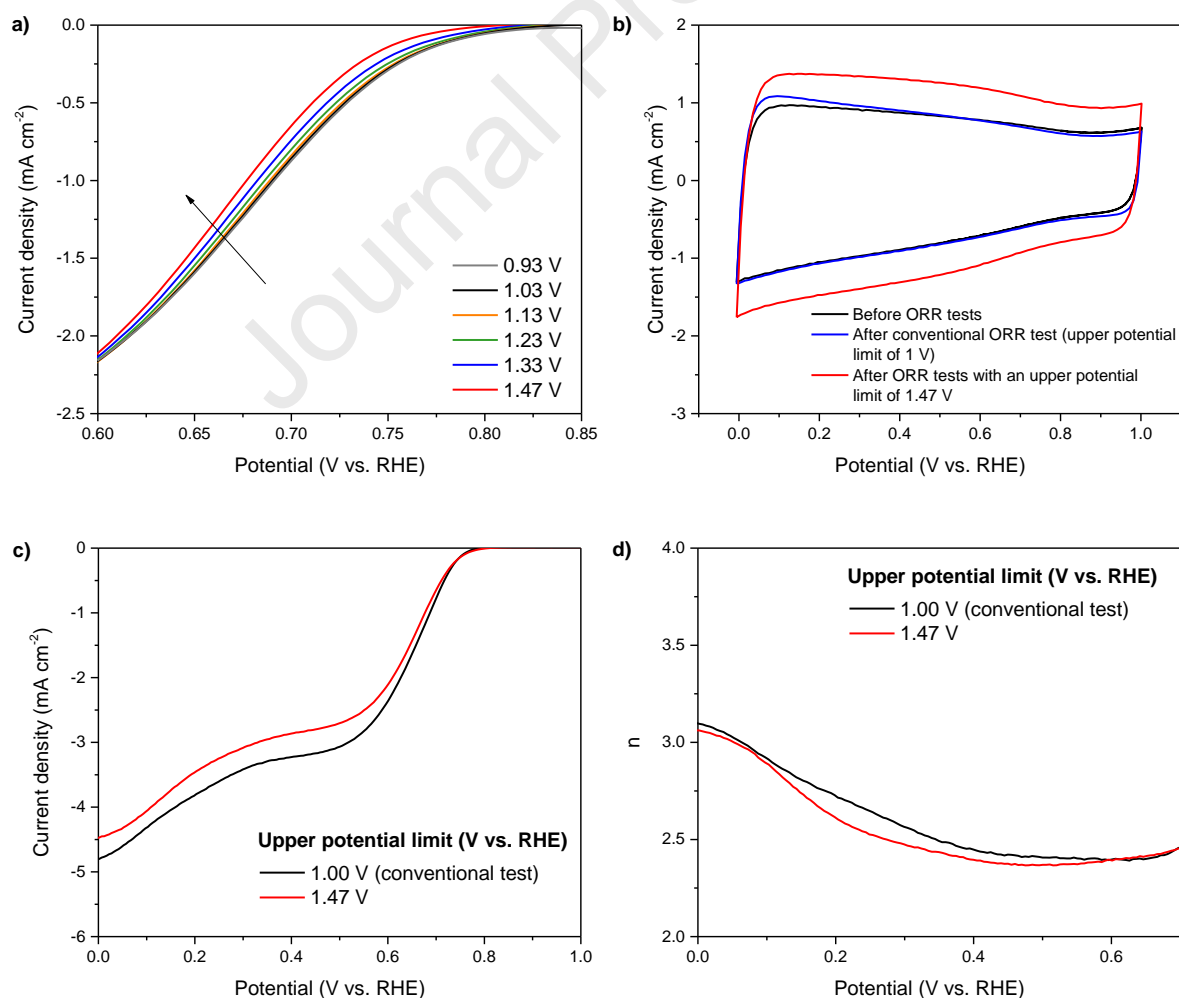 a)
0.0
-0.5
-1.0
-1.5
-2.0
-2.5
0.60 0.65 0.70 0.75 0.80 0.85
Current density (mA cm⁻²)
Potential (V vs. RHE)
0.93 V
1.03 V
1.13 V
1.23 V
1.33 V
1.47 V
b)
2
1
0
-1
-2
-3
0.0 0.2 0.4 0.6 0.8 1.0
Current density (mA cm⁻²)
Potential (V vs. RHE)
Before ORR tests
After conventional ORR test (upper potential
limit of 1 V)
After ORR tests with an upper potential
limit of 1.47 V
c)
0
-1
-2
-3
-4
-5
-6
0.0 0.2 0.4 0.6 0.8 1.0
Current density (mA cm⁻²)
Potential (V vs. RHE)
Upper potential limit (V vs. RHE)
1.00 V (conventional test)
1.47 V
d)
4.0
3.5
3.0
2.5
2.0
0.0 0.2 0.4 0.6
n
Potential (V vs. RHE)
Upper potential limit (V vs. RHE)
1.00 V (conventional test)
1.47 V
Journal